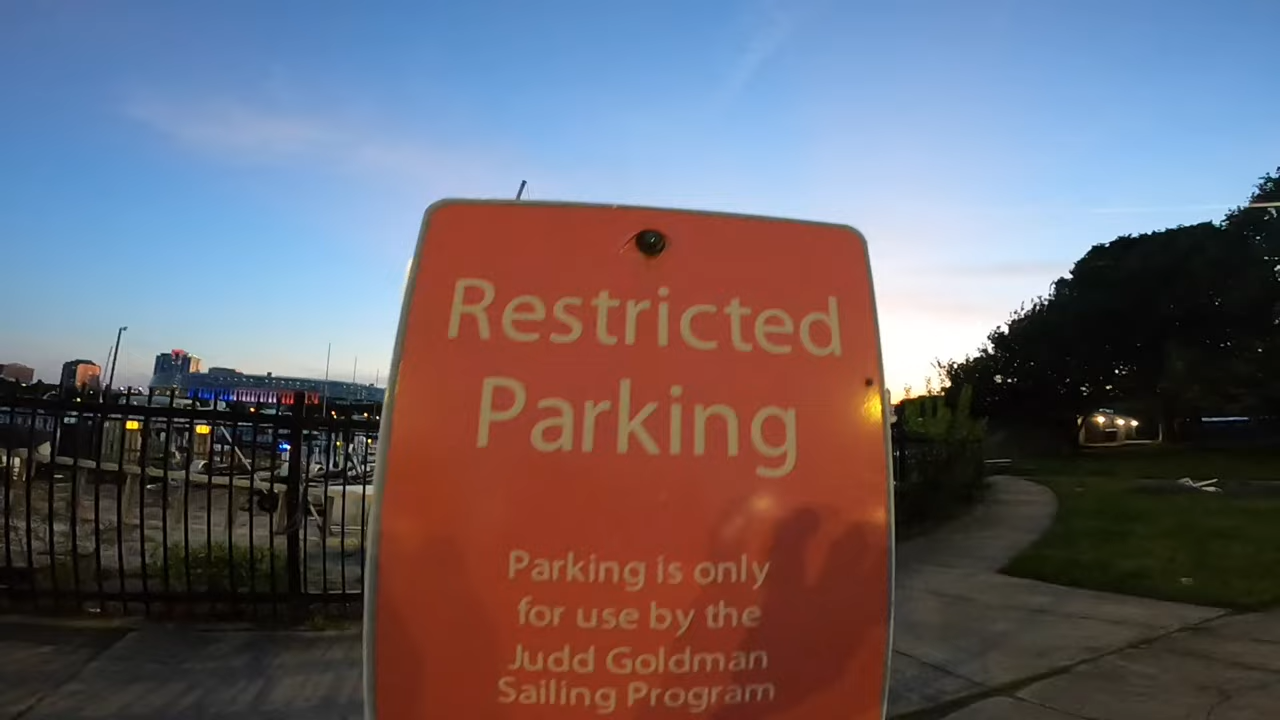 Restricted
Parking
Parking is only
for use by the
Judd Goldman
Sailing Program